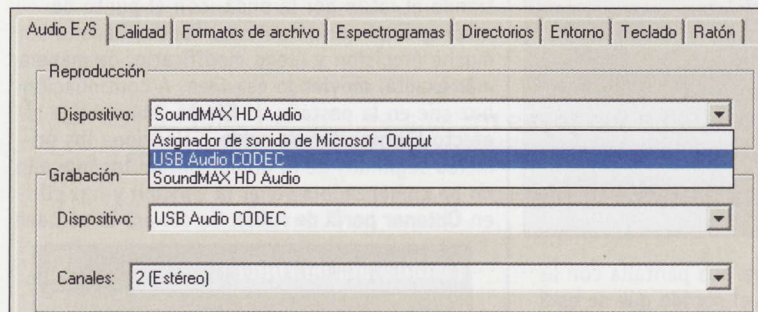 Audio E/S Calidad Formatos de archivo Espectrogramas Directorios Entorno Teclado Ratón
Reproducción
Dispositivo: SoundMAX HD Audio
Asignador de sonido de Microsof - Output
USB Audio CODEC
SoundMAX HD Audio
Grabación
Dispositivo: USB Audio CODEC
Canales: 2 (Estéreo)